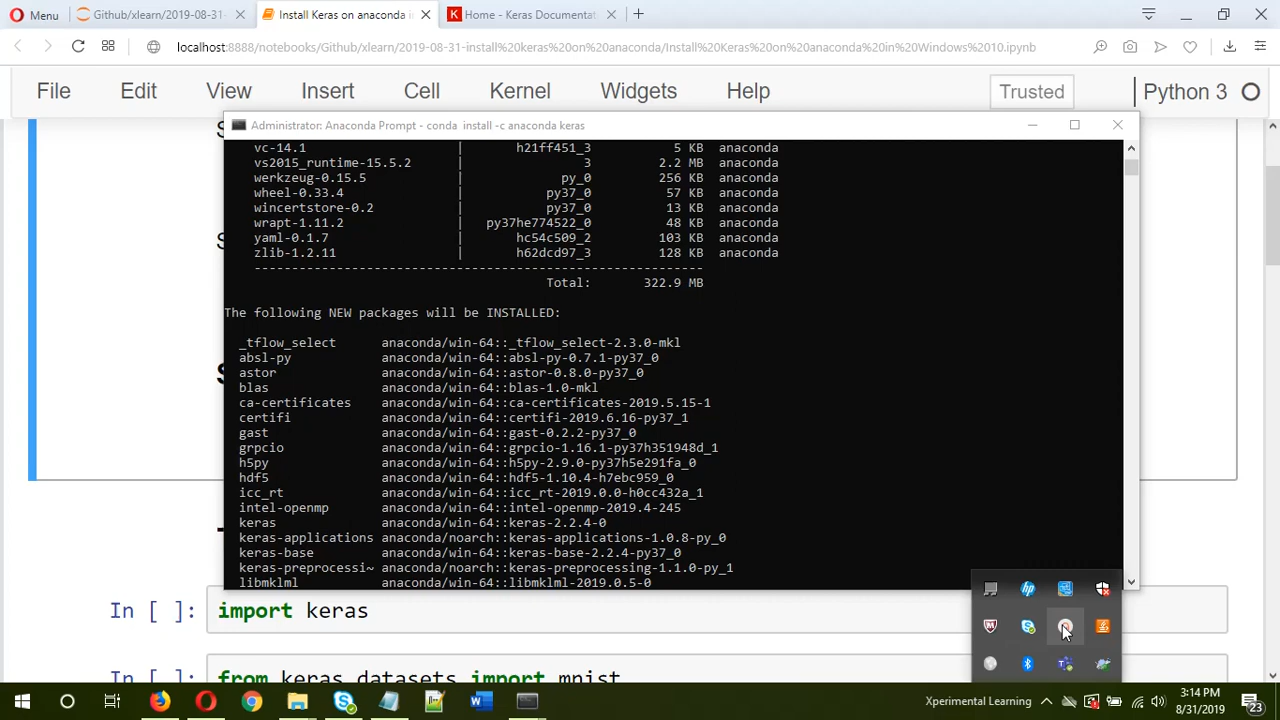 Menu
Github/xlearn/2019-08-31-
Install Keras on anaconda i
Home - Keras Documentat
localhost:8888/notebooks/Github/xlearn/2019-08-31-install%20keras%20on%20anaconda/Install%20Keras%20on%20anaconda%20in%20Windows%2010.ipynb
File Edit View Insert Cell Kernel Widgets Help Trusted Python 3
Administrator: Anaconda Prompt - conda install -c anaconda keras
vc-14.1 | h21ff451_3 5 KB anaconda
vs2015_runtime-15.5.2 | 3 2.2 MB anaconda
werkzeug-0.15.5 | py_0 256 KB anaconda
wheel-0.33.4 | py37_0 57 KB anaconda
wincertstore-0.2 | py37_0 13 KB anaconda
wrapt-1.11.2 | py37he774522_0 48 KB anaconda
yaml-0.1.7 | hc54c509_2 103 KB anaconda
zlib-1.2.11 | h62dcd97_3 128 KB anaconda
------------------------------------------------------------
Total: 322.9 MB
The following NEW packages will be INSTALLED:
_tflow_select anaconda/win-64::_tflow_select-2.3.0-mkl
absl-py anaconda/win-64::absl-py-0.7.1-py37_0
astor anaconda/win-64::astor-0.8.0-py37_0
blas anaconda/win-64::blas-1.0-mkl
ca-certificates anaconda/win-64::ca-certificates-2019.5.15-1
certifi anaconda/win-64::certifi-2019.6.16-py37_1
gast anaconda/win-64::gast-0.2.2-py37_0
grpcio anaconda/win-64::grpcio-1.16.1-py37h351948d_1
h5py anaconda/win-64::h5py-2.9.0-py37h5e291fa_0
hdf5 anaconda/win-64::hdf5-1.10.4-h7ebc959_0
icc_rt anaconda/win-64::icc_rt-2019.0.0-h0cc432a_1
intel-openmp anaconda/win-64::intel-openmp-2019.4-245
keras anaconda/win-64::keras-2.2.4-0
keras-applications anaconda/noarch::keras-applications-1.0.8-py_0
keras-base anaconda/win-64::keras-base-2.2.4-py37_0
keras-preprocessi~ anaconda/noarch::keras-preprocessing-1.1.0-py_1
libmklml anaconda/win-64::libmklml-2019.0.5-0
In [ ]: import keras
from keras.datasets import mnist
Xperimental Learning
3:14 PM
8/31/2019
23